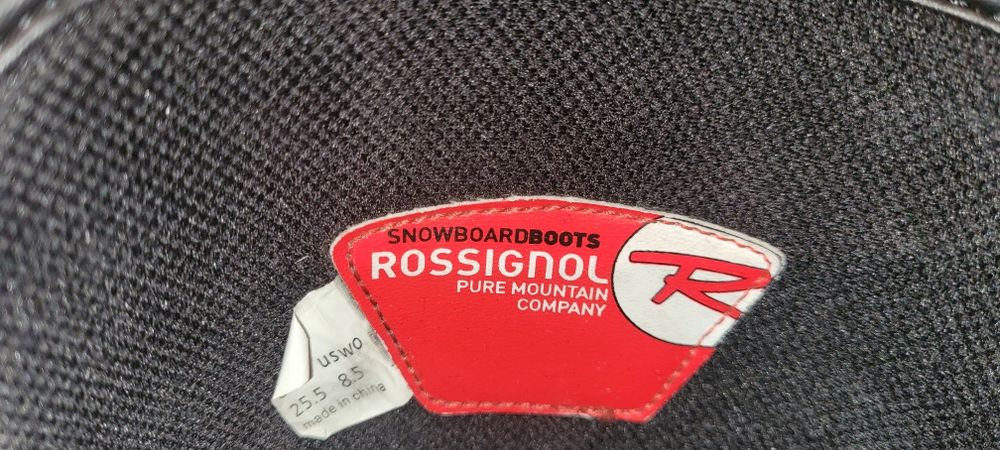 SNOWBOARDBOOTS
ROSSIGNOL
PURE MOUNTAIN
COMPANY
R
uswo
25.5 8.5
made in china